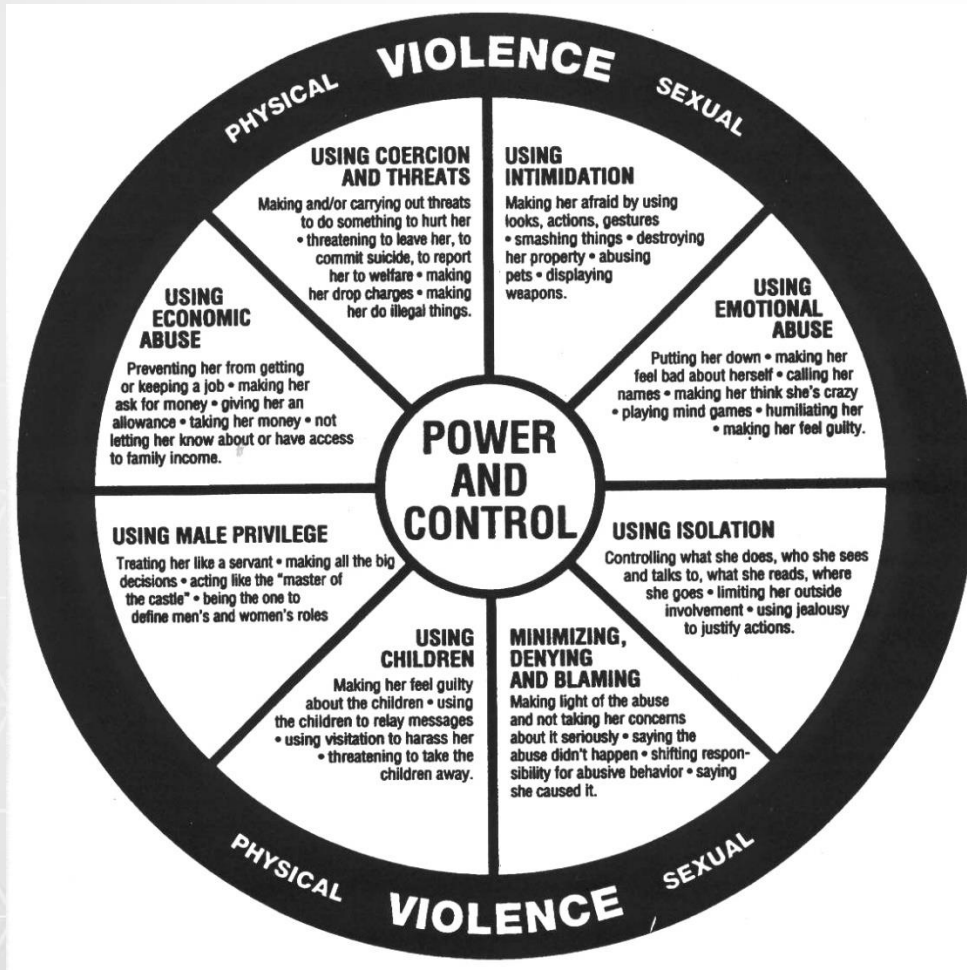 PHYSICAL VIOLENCE SEXUAL
USING COERCION
AND THREATS
Making and/or carrying out threats
to do something to hurt her
• threatening to leave her, to
commit suicide, to report
her to welfare • making
her drop charges • making
her do illegal things.
USING
INTIMIDATION
Making her afraid by using
looks, actions, gestures
• smashing things • destroying
her property • abusing
pets • displaying
weapons.
USING
EMOTIONAL
ABUSE
Putting her down • making her
feel bad about herself • calling her
names • making her think she's crazy
• playing mind games • humiliating her
• making her feel guilty.
USING ISOLATION
Controlling what she does, who she sees
and talks to, what she reads, where
she goes • limiting her outside
involvement • using jealousy
to justify actions.
MINIMIZING,
DENYING
AND BLAMING
Making light of the abuse
and not taking her concerns
about it seriously • saying the
abuse didn't happen • shifting respon-
sibility for abusive behavior • saying
she caused it.
USING
CHILDREN
Making her feel guilty
about the children • using
the children to relay messages
• using visitation to harass her
• threatening to take the
children away.
USING MALE PRIVILEGE
Treating her like a servant • making all the big
decisions • acting like the "master of
the castle" • being the one to
define men's and women's roles
USING
ECONOMIC
ABUSE
Preventing her from getting
or keeping a job • making her
ask for money • giving her an
allowance • taking her money • not
letting her know about or have access
to family income.
POWER
AND
CONTROL
PHYSICAL VIOLENCE SEXUAL